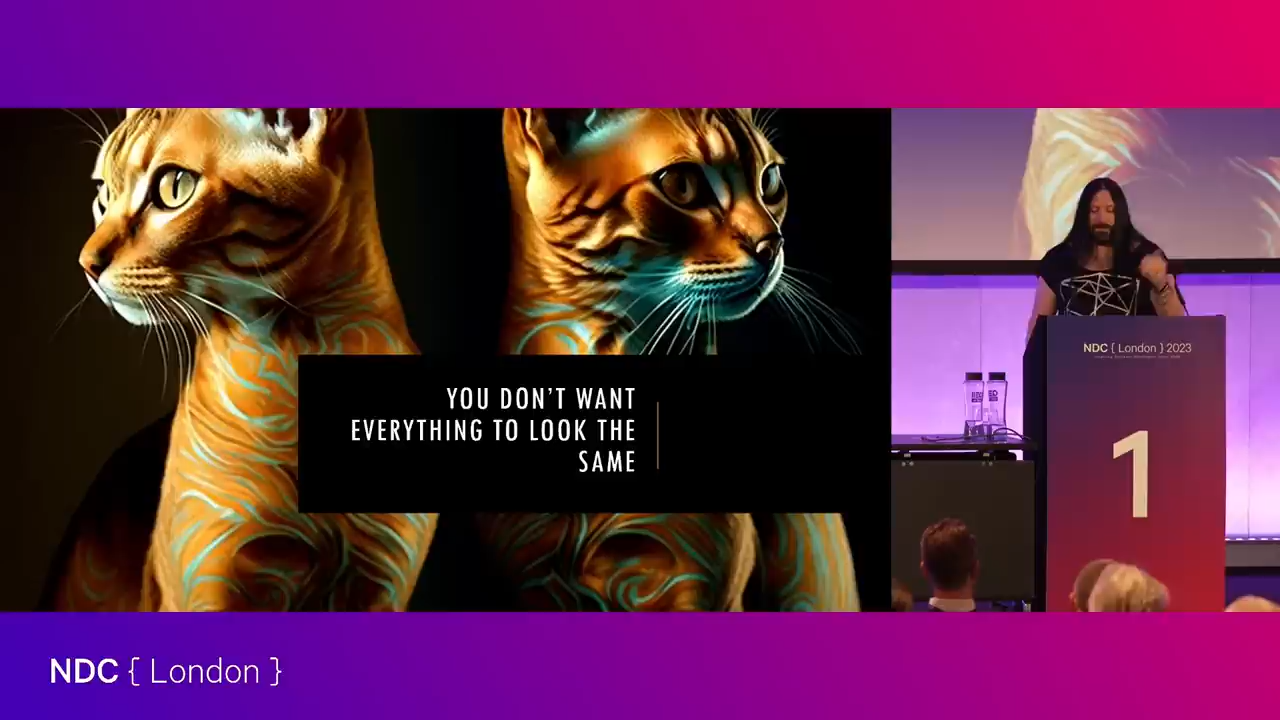 YOU DON'T WANT
EVERYTHING TO LOOK THE
SAME
NDC { London } 2023
1
NDC { London }